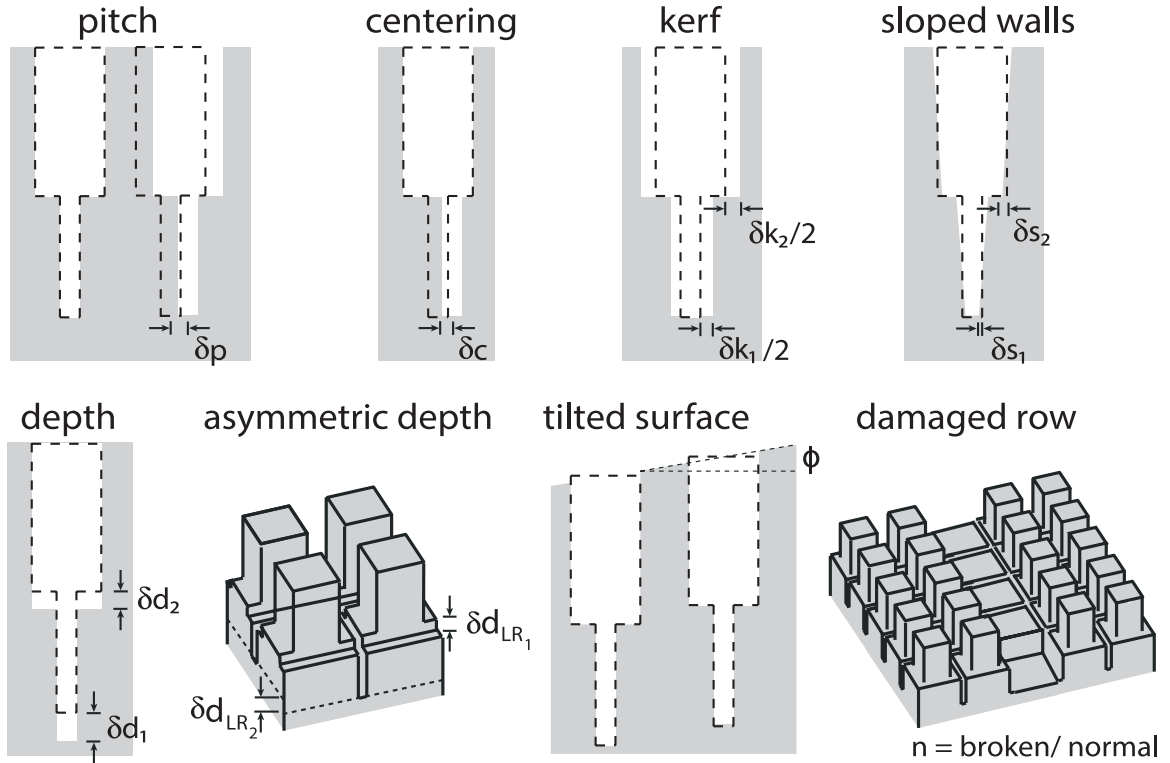 pitch
centering
kerf
sloped walls
δp
δc
δk₂/2
δk₁/2
δs₂
δs₁
depth
asymmetric depth
tilted surface
damaged row
δd₂
δd₁
δd_LR₁
δd_LR₂
ϕ
n = broken/ normal